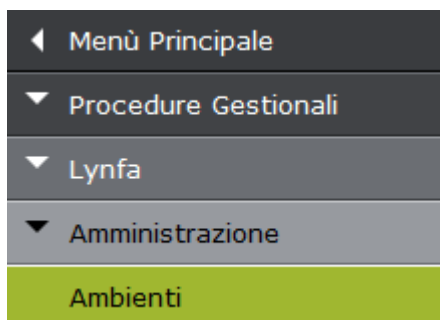 Menù Principale
Procedure Gestionali
Lynfa
Amministrazione
Ambienti